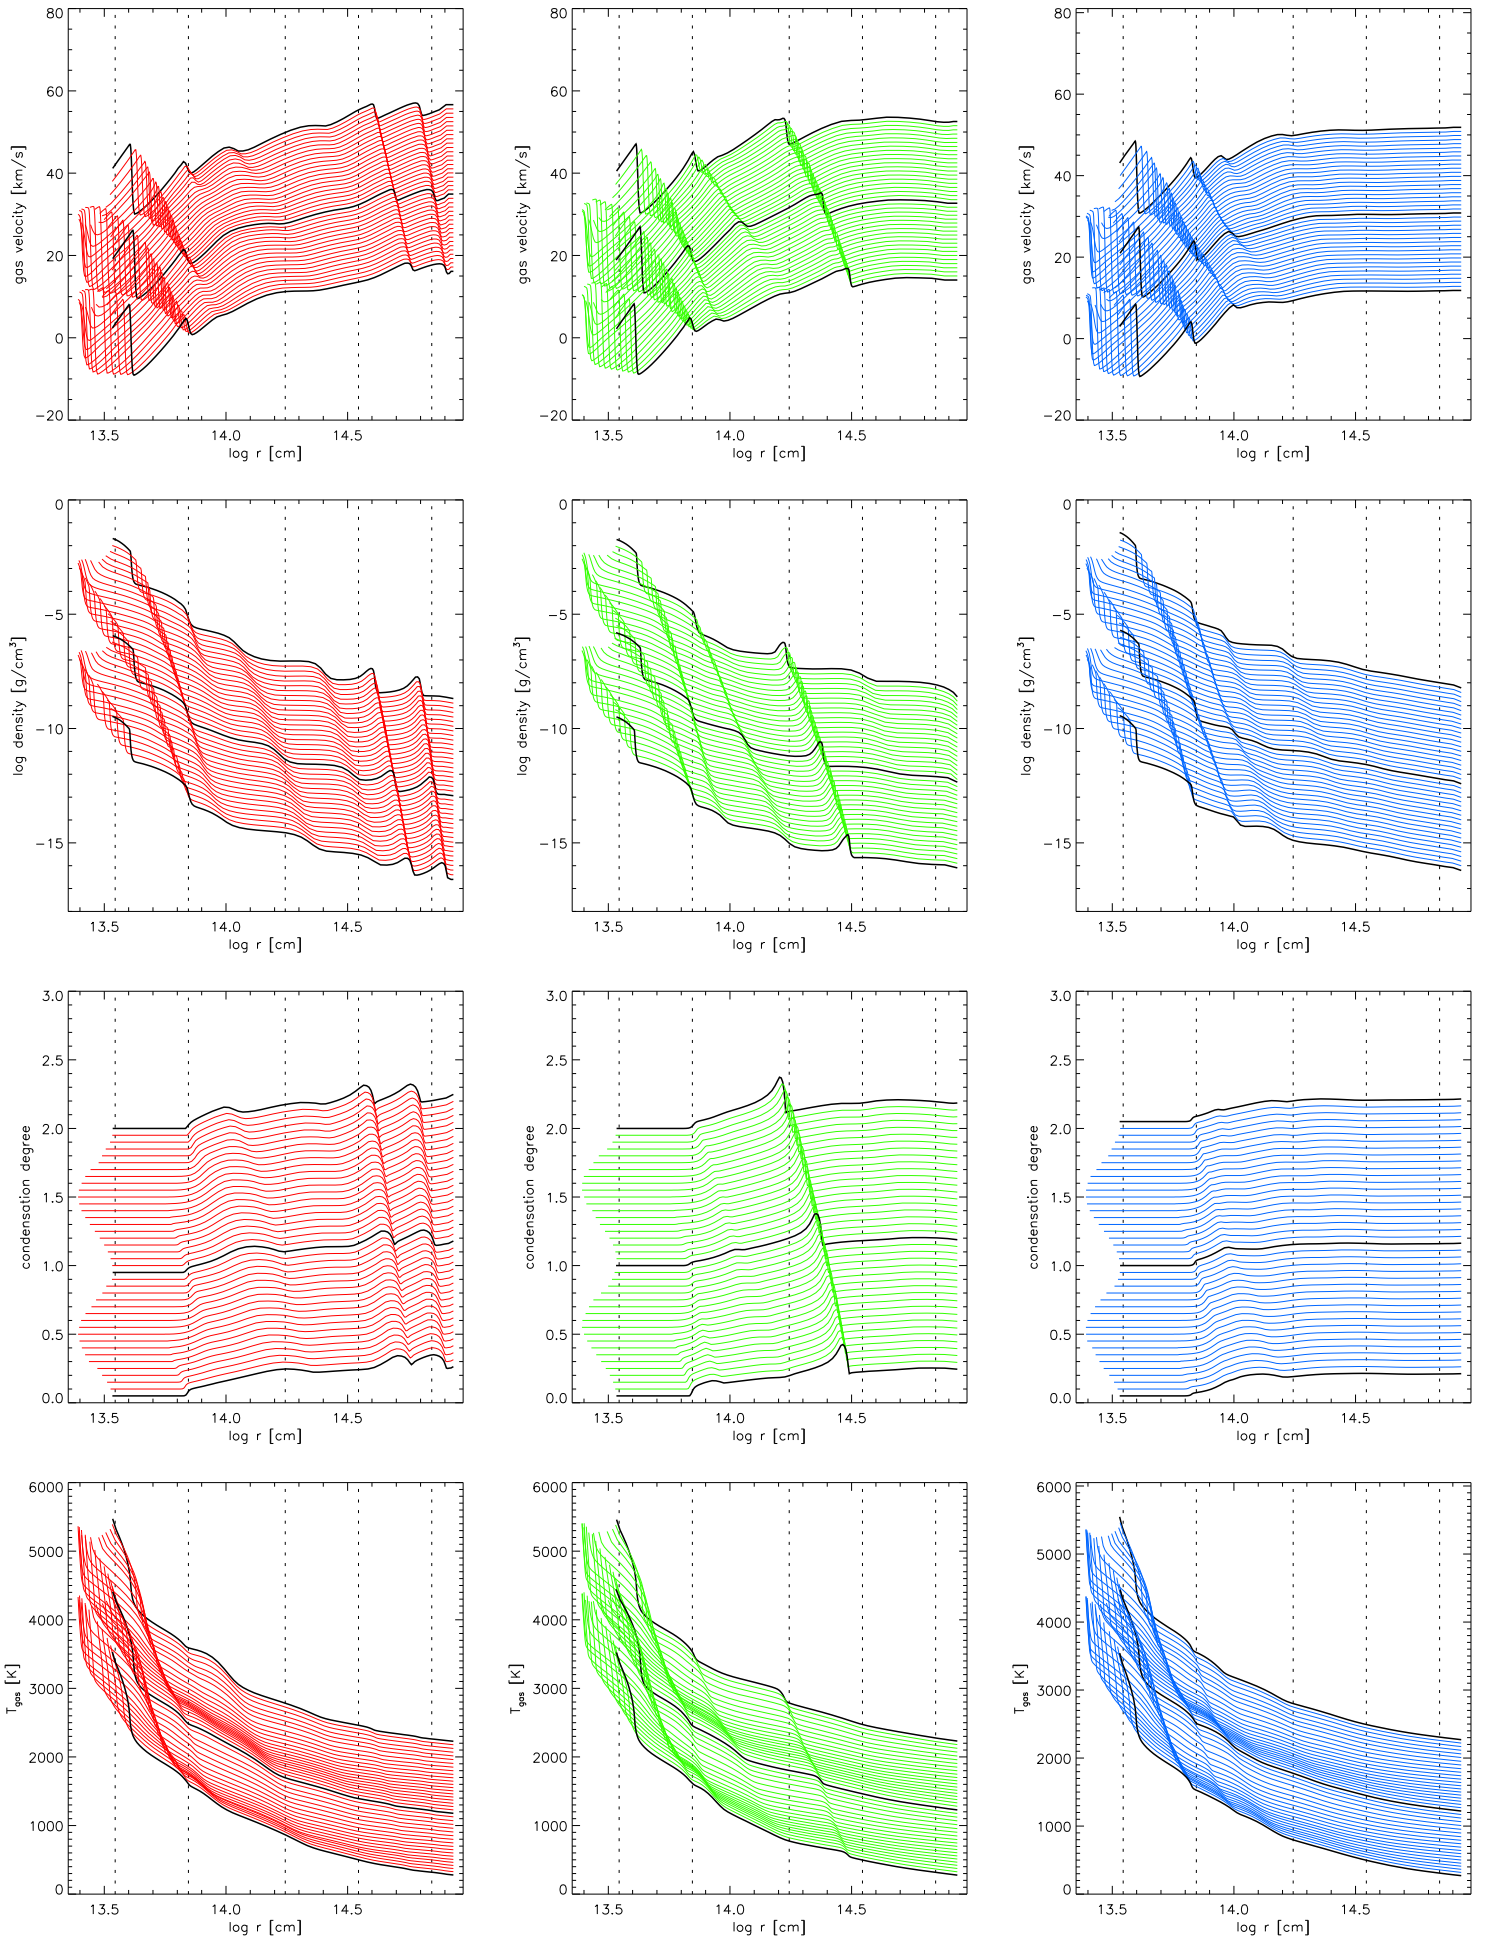 80 80 80
60 60 60
40 40 40
20 20 20
0 0 0
−20 −20 −20
gas velocity [km/s] gas velocity [km/s] gas velocity [km/s]
13.5 14.0 14.5 13.5 14.0 14.5 13.5 14.0 14.5
log r [cm] log r [cm] log r [cm]
0 0 0
−5 −5 −5
−10 −10 −10
−15 −15 −15
log density [g/cm³] log density [g/cm³] log density [g/cm³]
13.5 14.0 14.5 13.5 14.0 14.5 13.5 14.0 14.5
log r [cm] log r [cm] log r [cm]
3.0 3.0 3.0
2.5 2.5 2.5
2.0 2.0 2.0
1.5 1.5 1.5
1.0 1.0 1.0
0.5 0.5 0.5
0.0 0.0 0.0
condensation degree condensation degree condensation degree
13.5 14.0 14.5 13.5 14.0 14.5 13.5 14.0 14.5
log r [cm] log r [cm] log r [cm]
6000 6000 6000
5000 5000 5000
4000 4000 4000
3000 3000 3000
2000 2000 2000
1000 1000 1000
0 0 0
Tgas [K] Tgas [K] Tgas [K]
13.5 14.0 14.5 13.5 14.0 14.5 13.5 14.0 14.5
log r [cm] log r [cm] log r [cm]